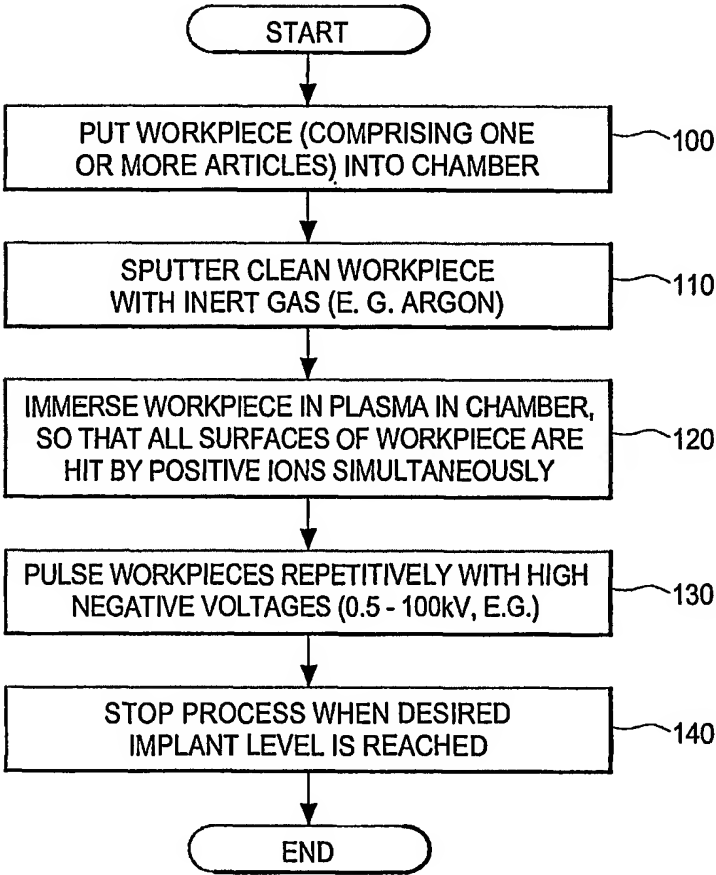 START
PUT WORKPIECE (COMPRISING ONE
OR MORE ARTICLES) INTO CHAMBER
100
SPUTTER CLEAN WORKPIECE
WITH INERT GAS (E. G. ARGON)
110
IMMERSE WORKPIECE IN PLASMA IN CHAMBER,
SO THAT ALL SURFACES OF WORKPIECE ARE
HIT BY POSITIVE IONS SIMULTANEOUSLY
120
PULSE WORKPIECES REPETITIVELY WITH HIGH
NEGATIVE VOLTAGES (0.5 - 100kV, E.G.)
130
STOP PROCESS WHEN DESIRED
IMPLANT LEVEL IS REACHED
140
END